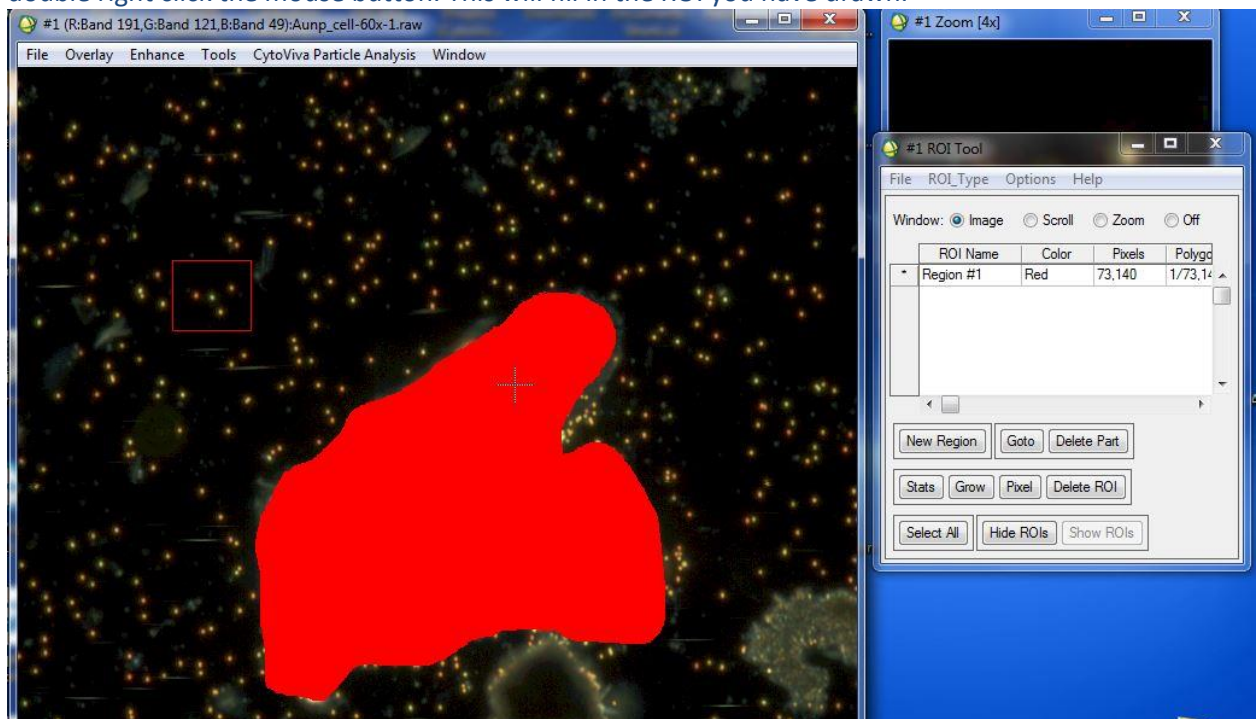 double right click the mouse button. This will fill in the ROI you have drawn.
#1 (R:Band 191,G:Band 121,B:Band 49):Aunp_cell-60x-1.raw
File Overlay Enhance Tools CytoViva Particle Analysis Window
#1 Zoom [4x]
#1 ROI Tool
File ROI_Type Options Help
Window: Image Scroll Zoom Off
ROI Name Color Pixels Polygo
* Region #1 Red 73,140 1/73,14
New Region Goto Delete Part
Stats Grow Pixel Delete ROI
Select All Hide ROIs Show ROIs